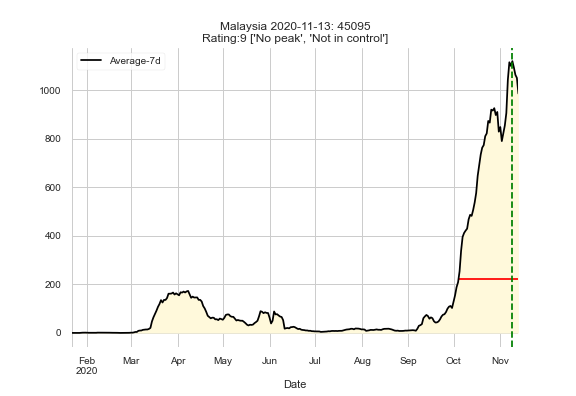 Malaysia 2020-11-13: 45095
Rating:9 ['No peak', 'Not in control']
Average-7d
1000
800
600
400
200
0
Feb Mar Apr May Jun Jul Aug Sep Oct Nov
2020
Date